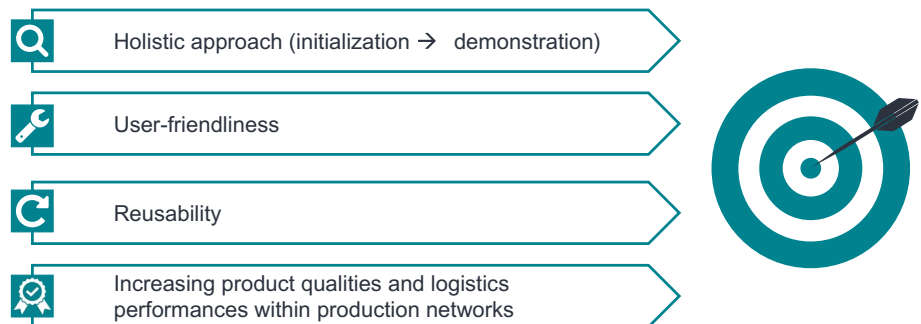 Holistic approach (initialization → demonstration)
User-friendliness
Reusability
Increasing product qualities and logistics
performances within production networks